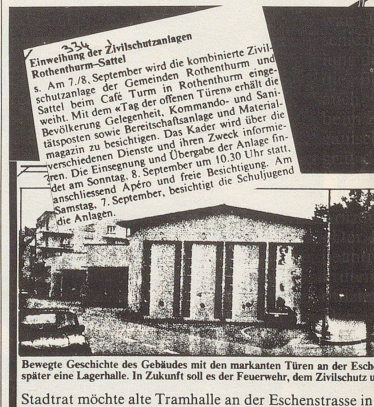 334
Einweihung der Zivilschutzanlagen
Rothenthurm–Sattel
s. Am 7./8. September wird die kombinierte Zivil-
schutzanlage der Gemeinden Rothenthurm und
Sattel beim Café Turm in Rothenthurm einge-
weiht. Mit dem «Tag der offenen Türen» erhält die
Bevölkerung Gelegenheit, Kommando- und Sani-
tätsposten sowie Bereitschaftsanlage und Material-
magazin zu besichtigen. Das Kader wird über die
verschiedenen Dienste und ihren Zweck informie-
ren. Die Einsegnung und Übergabe der Anlage fin-
det am Sonntag, 8. September um 10.30 Uhr statt,
anschliessend Apéro und freie Besichtigung. Am
Samstag, 7. September, besichtigt die Schuljugend
die Anlagen.
Bewegte Geschichte des Gebäudes mit den markanten Türen an der Esche
später eine Lagerhalle. In Zukunft soll es der Feuerwehr, dem Zivilschutz u
Stadtrat möchte alte Tramhalle an der Eschenstrasse in